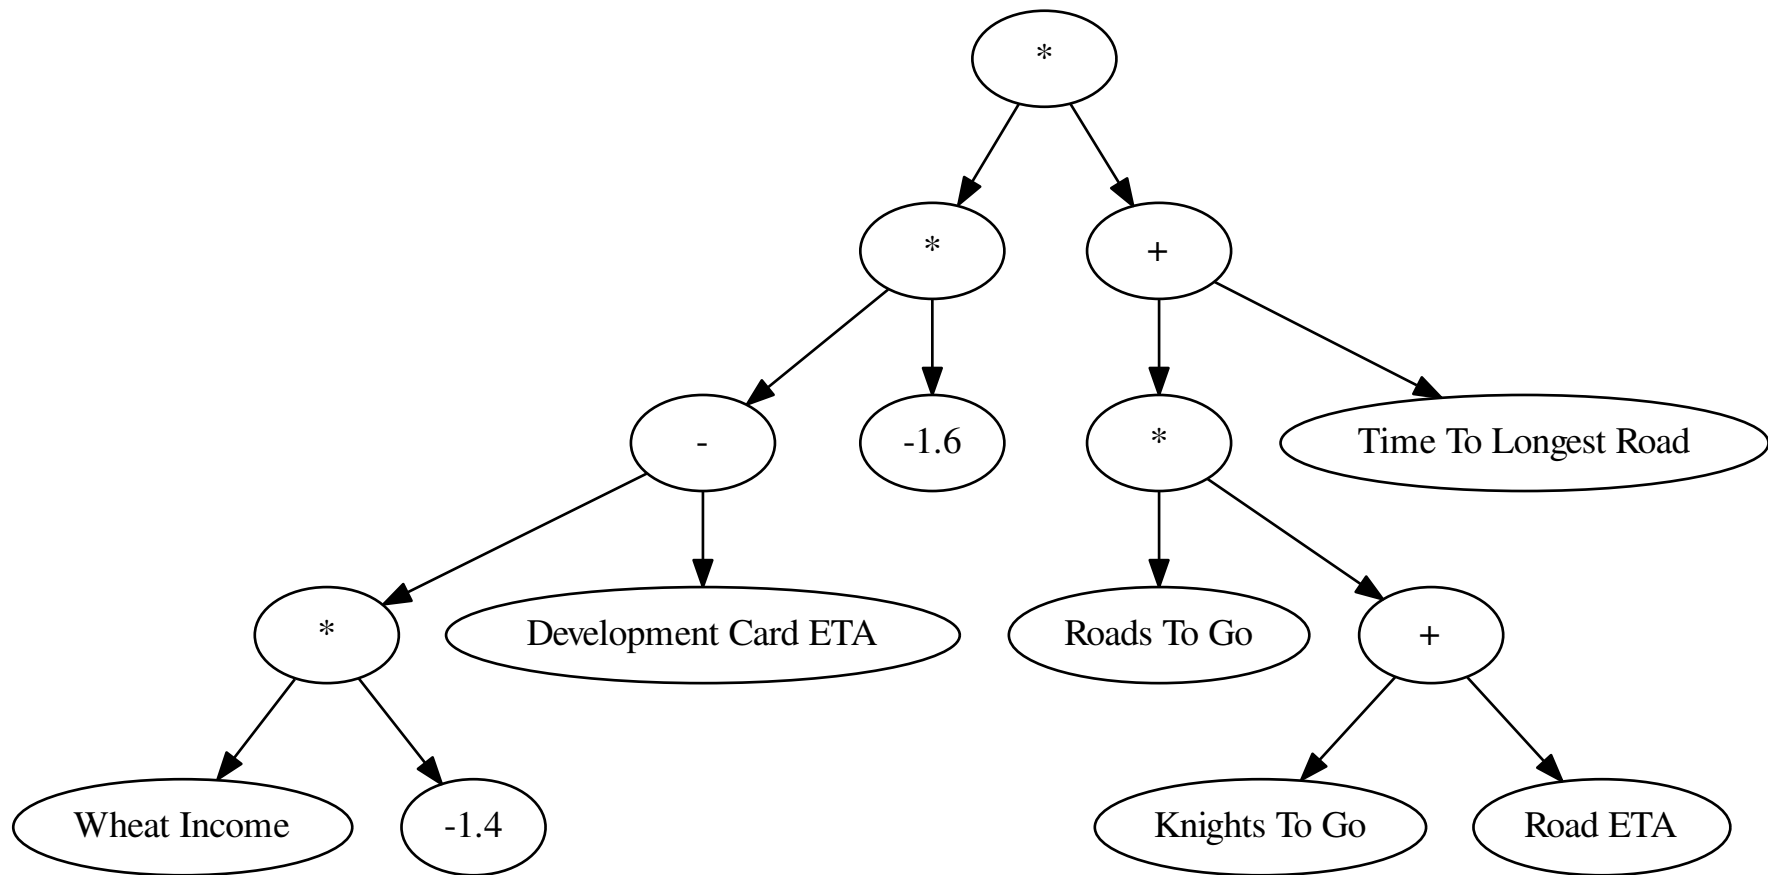 *
*
+
-
-1.6
*
Time To Longest Road
*
Development Card ETA
Roads To Go
+
Wheat Income
-1.4
Knights To Go
Road ETA